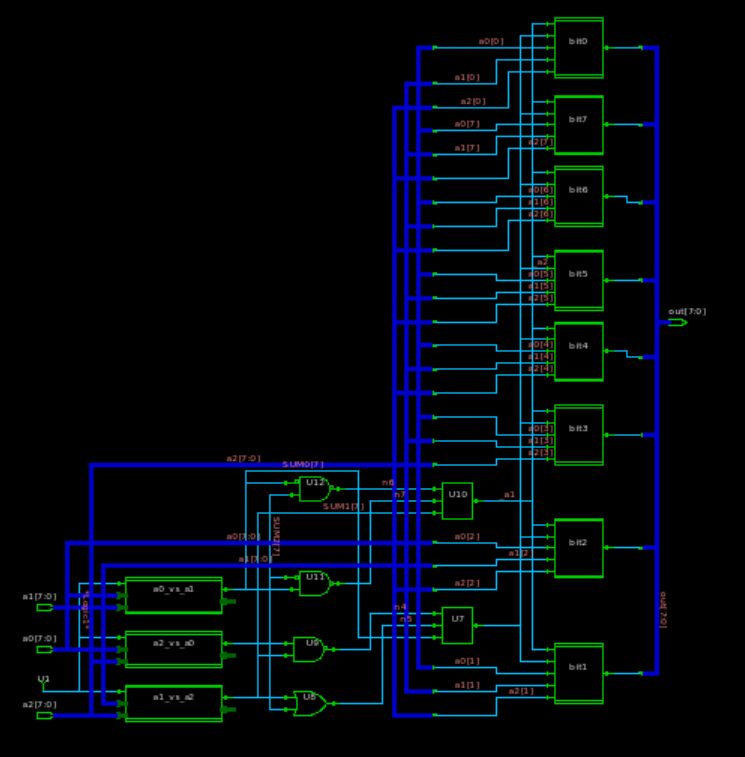 a0[0]
bit0
a1[0]
a2[0]
a0[7]
bit7
a1[7]
a2[7]
bit6
a0[6]
a1[6]
a2[6]
a2
bit5
a0[5]
a1[5]
a2[5]
out[7:0]
bit4
a0[4]
a1[4]
a2[4]
bit3
a0[3]
a1[3]
a2[3]
a2[7:0]
SUM0[7]
U12
n6
n7
U10
a1
SUM1[7]
SUM2[7]
a0[7:0]
a0[2]
bit2
a1[7:0]
a1[2]
U11
a2[2]
a0_vs_a1
a1[7:0]
*Logic1*
n4
n5
U7
out[7:0]
a0[7:0]
a2_vs_a0
U9
a0[1]
bit1
U1
a1[1]
a2[1]
a1_vs_a2
U8
a2[7:0]